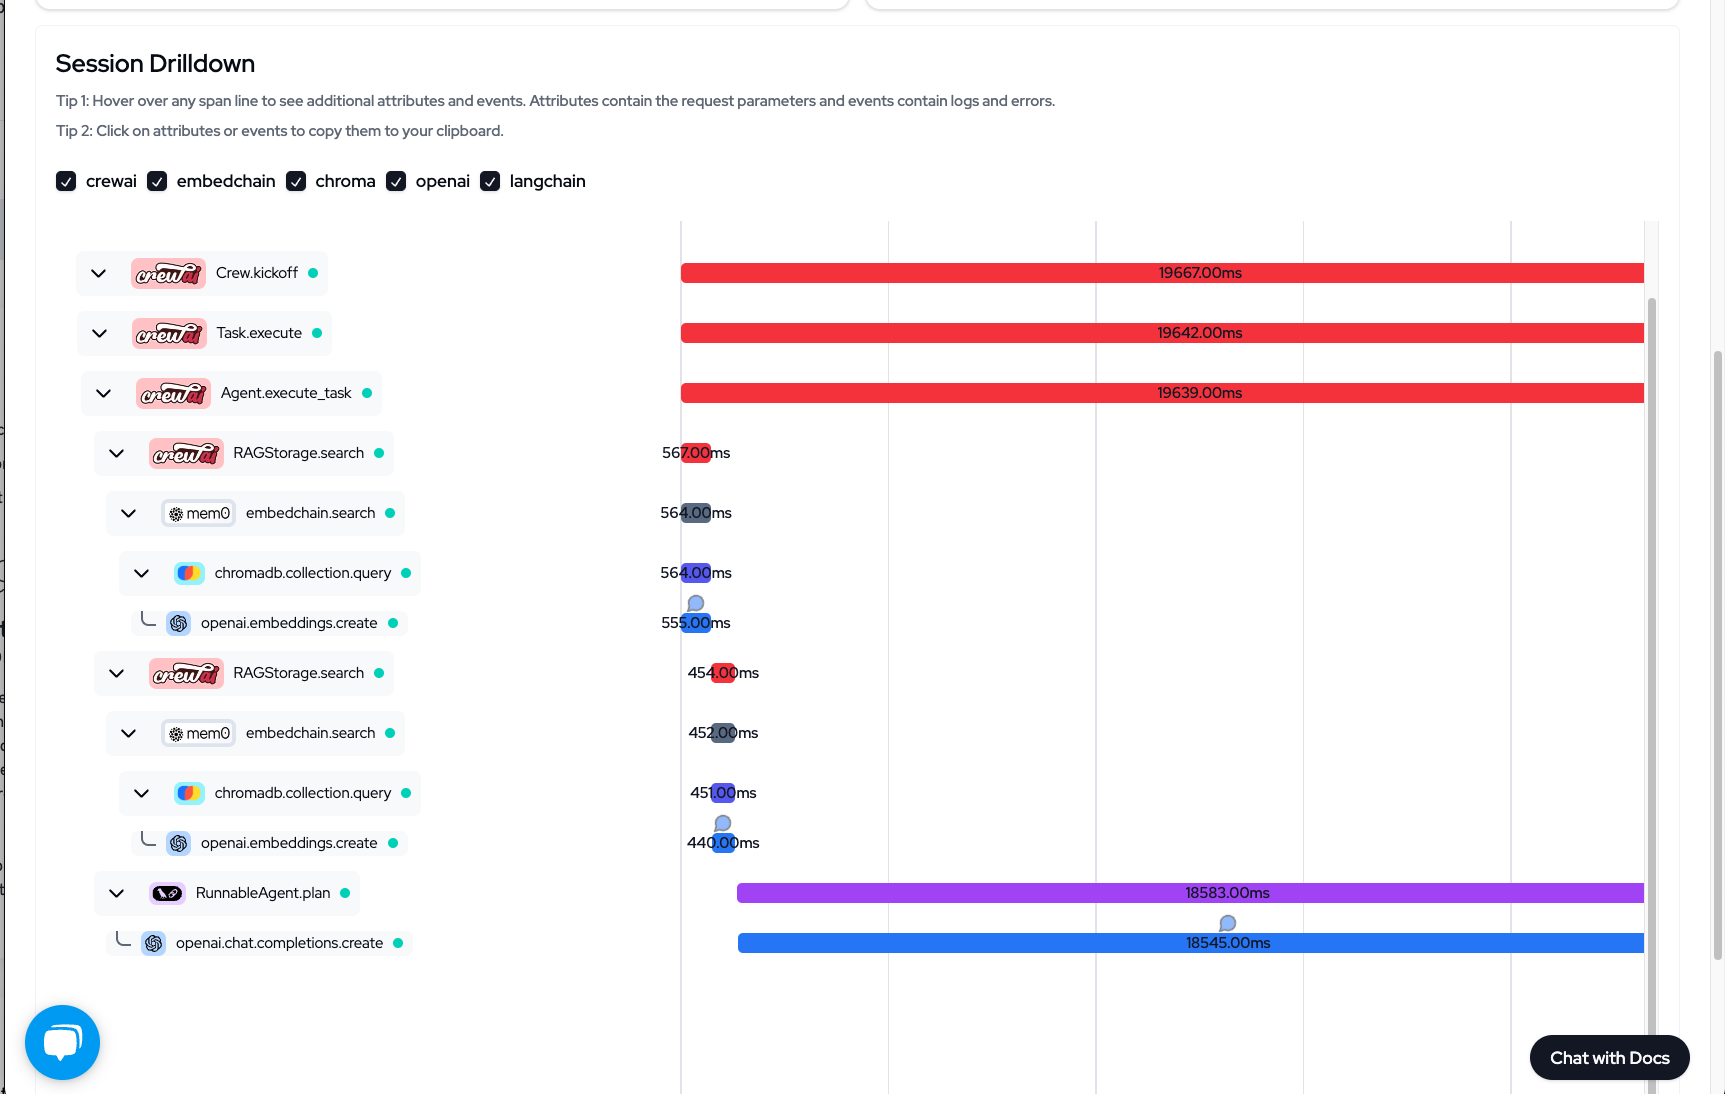 Session Drilldown
Tip 1: Hover over any span line to see additional attributes and events. Attributes contain the request parameters and events contain logs and errors.
Tip 2: Click on attributes or events to copy them to your clipboard.
crewai embedchain chroma openai langchain
crewai Crew.kickoff 19667.00ms
crewai Task.execute 19642.00ms
crewai Agent.execute_task 19639.00ms
crewai RAGStorage.search 567.00ms
mem0 embedchain.search 564.00ms
chromadb.collection.query 564.00ms
openai.embeddings.create 555.00ms
crewai RAGStorage.search 454.00ms
mem0 embedchain.search 452.00ms
chromadb.collection.query 451.00ms
openai.embeddings.create 440.00ms
RunnableAgent.plan 18583.00ms
openai.chat.completions.create 18545.00ms
Chat with Docs